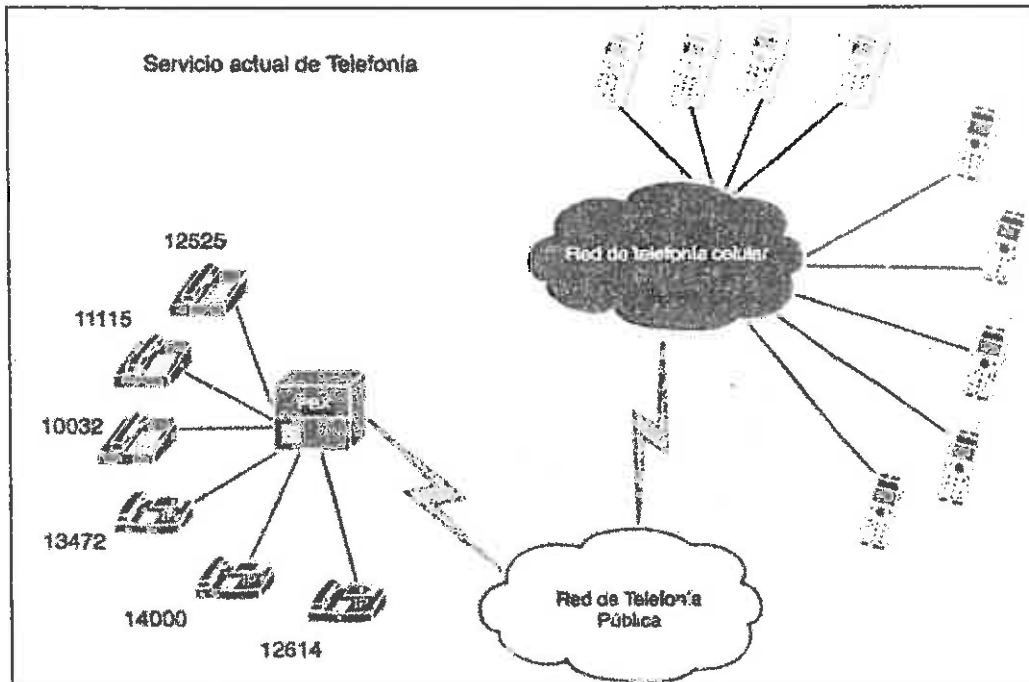 Servicio actual de Telefonía
Red de telefonía celular
12525
11115
10032
13472
14000
12614
Red de Telefonía
Pública